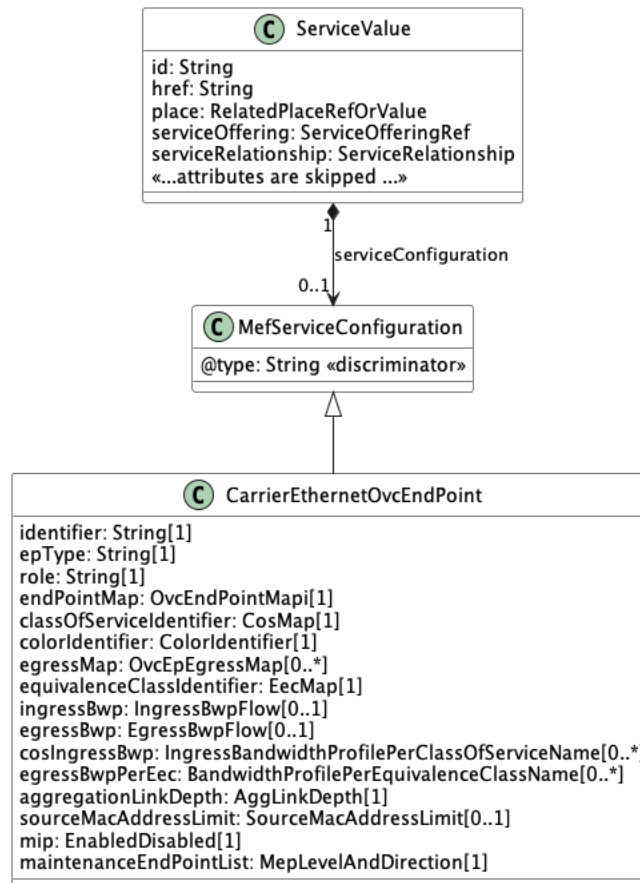 C ServiceValue
id: String
href: String
place: RelatedPlaceRefOrValue
serviceOffering: ServiceOfferingRef
serviceRelationship: ServiceRelationship
«...attributes are skipped ...»
1
serviceConfiguration
0..1
C MefServiceConfiguration
@type: String «discriminator»
C CarrierEthernetOvcEndPoint
identifier: String[1]
epType: String[1]
role: String[1]
endPointMap: OvcEndPointMapi[1]
classOfServiceIdentifier: CosMap[1]
colorIdentifier: ColorIdentifier[1]
egressMap: OvcEpEgressMap[0..*]
equivalenceClassIdentifier: EecMap[1]
ingressBwp: IngressBwpFlow[0..1]
egressBwp: EgressBwpFlow[0..1]
cosIngressBwp: IngressBandwidthProfilePerClassOfServiceName[0..*]
egressBwpPerEec: BandwidthProfilePerEquivalenceClassName[0..*]
aggregationLinkDepth: AggLinkDepth[1]
sourceMacAddressLimit: SourceMacAddressLimit[0..1]
mip: EnabledDisabled[1]
maintenanceEndPointList: MepLevelAndDirection[1]